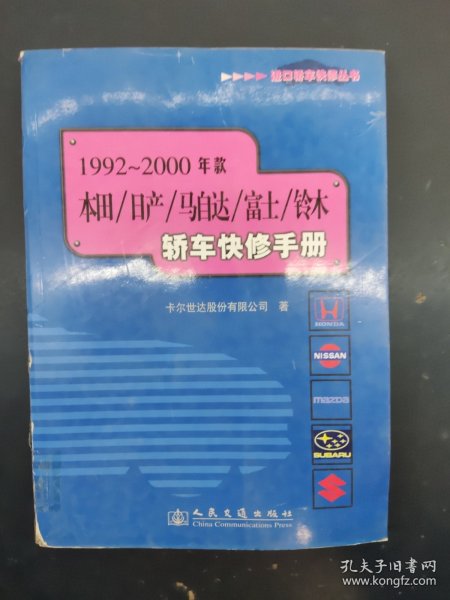 进口轿车快修丛书
1992~2000 年款
本田/日产/马自达/富士/铃木
轿车快修手册
卡尔世达股份有限公司 著
HONDA
NISSAN
mazda
SUBARU
人民交通出版社
China Communications Press
孔夫子旧书网
www.kongfz.com